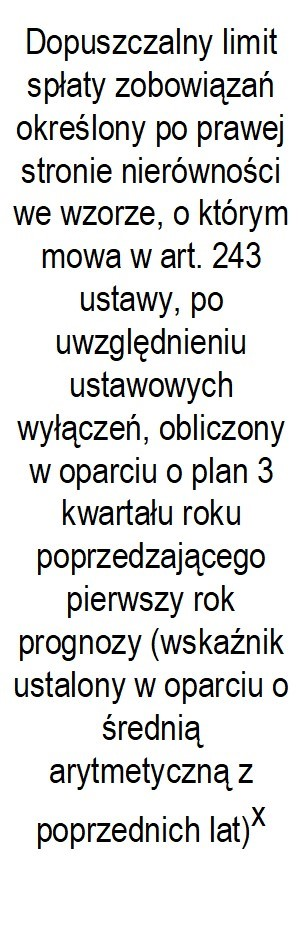 Dopuszczalny limit
spłaty zobowiązań
określony po prawej
stronie nierówności
we wzorze, o którym
mowa w art. 243
ustawy, po
uwzględnieniu
ustawowych
wyłączeń, obliczony
w oparciu o plan 3
kwartału roku
poprzedzającego
pierwszy rok
prognozy (wskaźnik
ustalony w oparciu o
średnią
arytmetyczną z
poprzednich lat)x